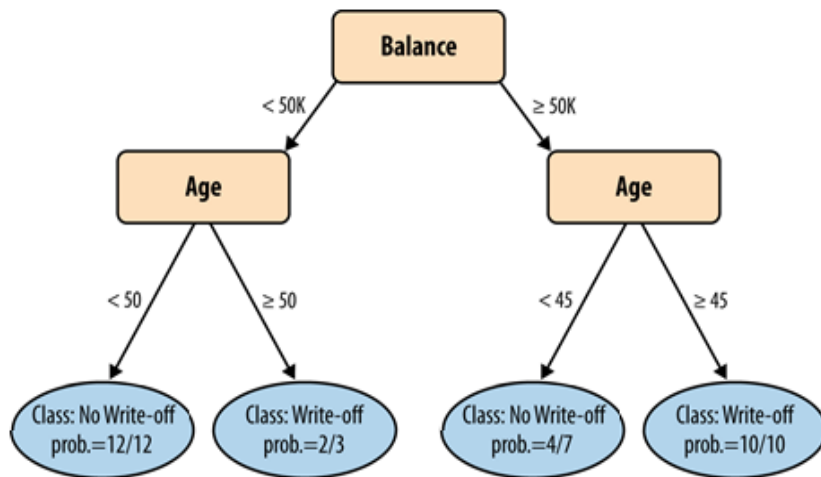 Balance
< 50K
≥ 50K
Age
Age
< 50
≥ 50
< 45
≥ 45
Class: No Write-off
prob.=12/12
Class: Write-off
prob.=2/3
Class: No Write-off
prob.=4/7
Class: Write-off
prob.=10/10